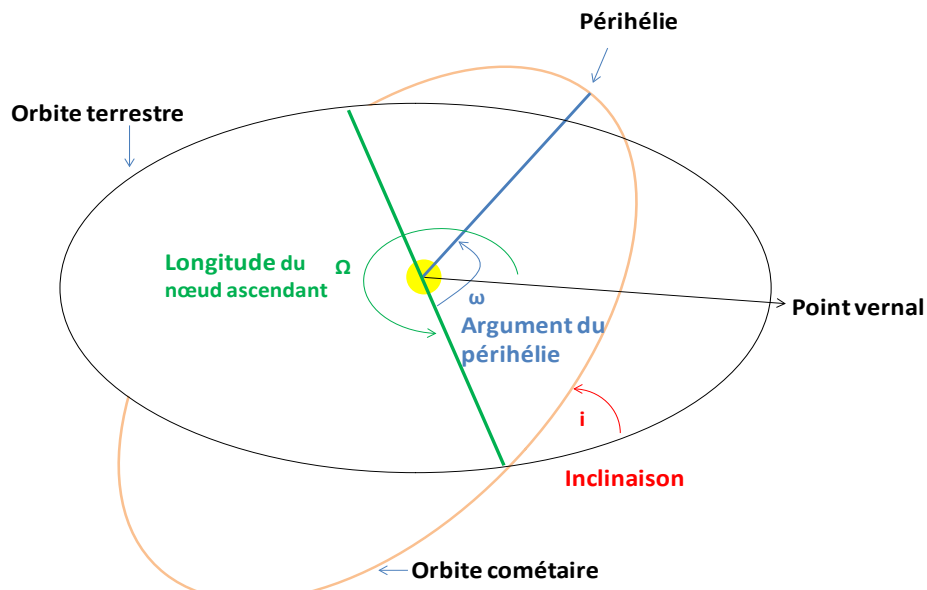 Périhélie
Orbite terrestre
Longitude du
nœud ascendant
Ω
ω
Argument du
périhélie
Point vernal
i
Inclinaison
Orbite cométaire